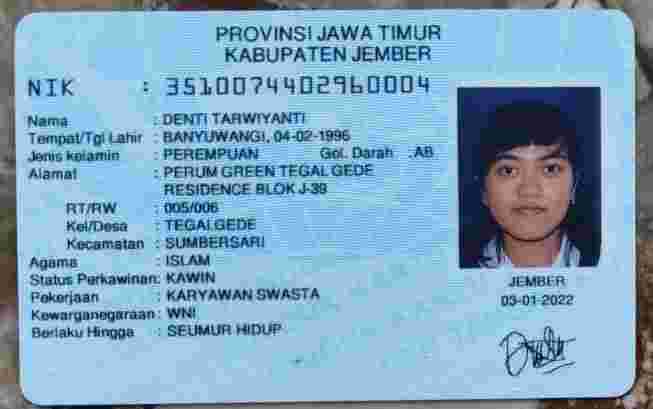 PROVINSI JAWA TIMUR
KABUPATEN JEMBER
NIK : 3510074402960004
Nama : DENTI TARWIYANTI
Tempat/Tgl Lahir : BANYUWANGI, 04-02-1996
Jenis kelamin : PEREMPUAN Gol. Darah : AB
Alamat : PERUM GREEN TEGAL GEDE
RESIDENCE BLOK J-39
RT/RW : 005/006
Kel/Desa : TEGALGEDE
Kecamatan : SUMBERSARI
Agama : ISLAM
Status Perkawinan: KAWIN
Pekerjaan : KARYAWAN SWASTA
Kewarganegaraan: WNI
Berlaku Hingga : SEUMUR HIDUP
JEMBER
03-01-2022